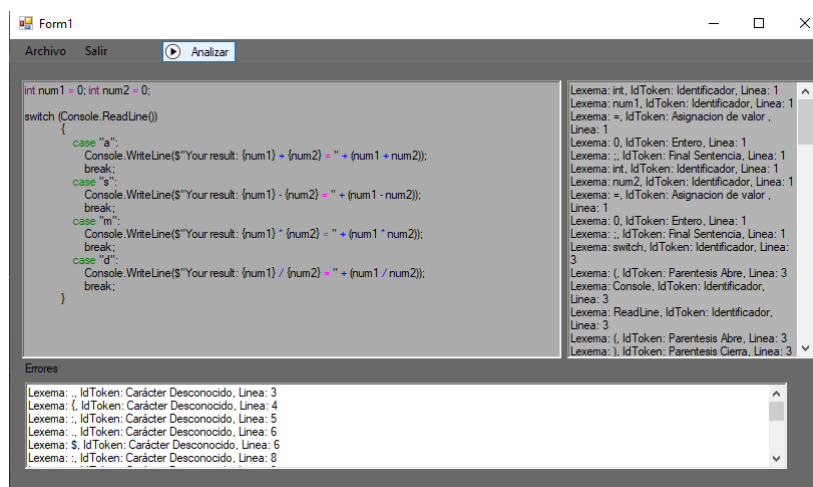 Form1
Archivo Salir Analizar
int num1 = 0; int num2 = 0;
switch (Console.ReadLine())
{
case "a":
Console.WriteLine($"Your result: {num1} + {num2} = " + (num1 + num2));
break;
case "s":
Console.WriteLine($"Your result: {num1} - {num2} = " + (num1 - num2));
break;
case "m":
Console.WriteLine($"Your result: {num1} * {num2} = " + (num1 * num2));
break;
case "d":
Console.WriteLine($"Your result: {num1} / {num2} = " + (num1 / num2));
break;
}
Lexema: int, IdToken: Identificador, Linea: 1
Lexema: num1, IdToken: Identificador, Linea: 1
Lexema: =, IdToken: Asignacion de valor ,
Linea: 1
Lexema: 0, IdToken: Entero, Linea: 1
Lexema: ;, IdToken: Final Sentencia, Linea: 1
Lexema: int, IdToken: Identificador, Linea: 1
Lexema: num2, IdToken: Identificador, Linea: 1
Lexema: =, IdToken: Asignacion de valor ,
Linea: 1
Lexema: 0, IdToken: Entero, Linea: 1
Lexema: ;, IdToken: Final Sentencia, Linea: 1
Lexema: switch, IdToken: Identificador, Linea:
3
Lexema: (, IdToken: Parentesis Abre, Linea: 3
Lexema: Console, IdToken: Identificador,
Linea: 3
Lexema: ReadLine, IdToken: Identificador,
Linea: 3
Lexema: (, IdToken: Parentesis Abre, Linea: 3
Lexema: ), IdToken: Parentesis Cierra, Linea: 3
Errores
Lexema: ., IdToken: Carácter Desconocido, Linea: 3
Lexema: {, IdToken: Carácter Desconocido, Linea: 4
Lexema: :, IdToken: Carácter Desconocido, Linea: 5
Lexema: ., IdToken: Carácter Desconocido, Linea: 6
Lexema: $, IdToken: Carácter Desconocido, Linea: 6
Lexema: :, IdToken: Carácter Desconocido, Linea: 8